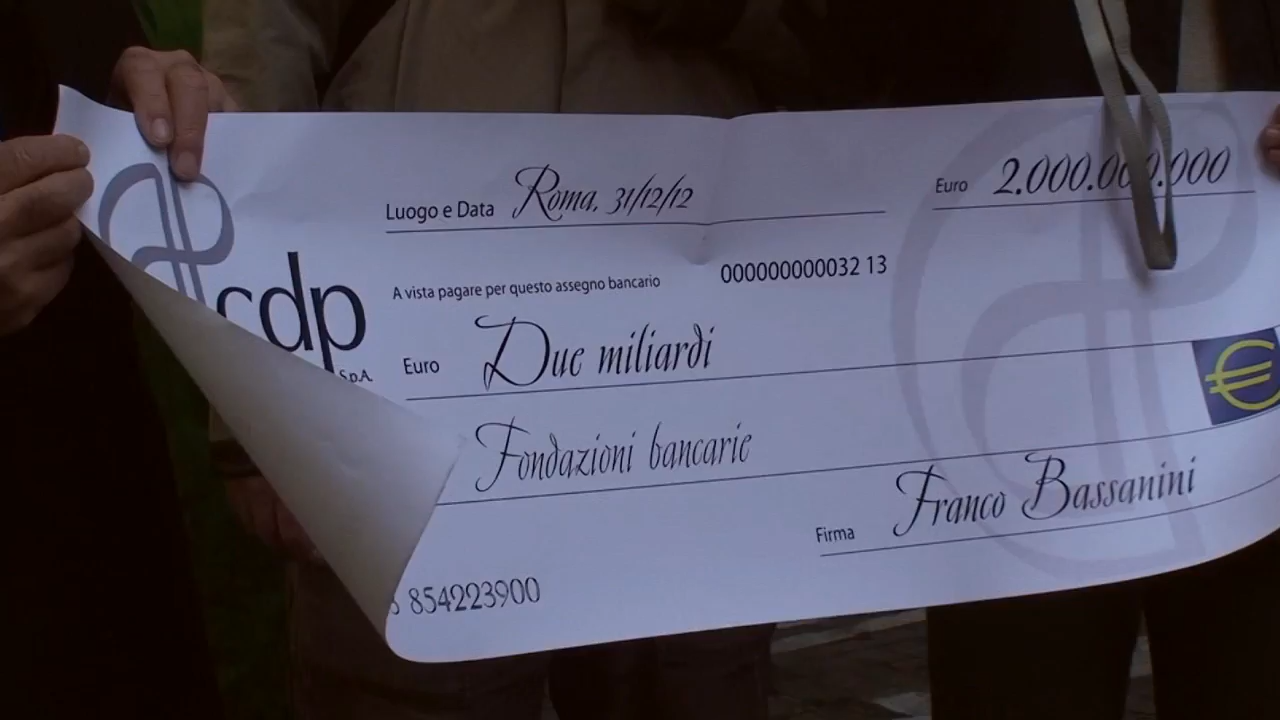 Luogo e Data Roma, 31/12/12
Euro 2.000.000.000
A vista pagare per questo assegno bancario 000000000032 13
cdp
S.p.A.
Euro Due miliardi
Fondazioni bancarie
Firma Franco Bassanini
854223900